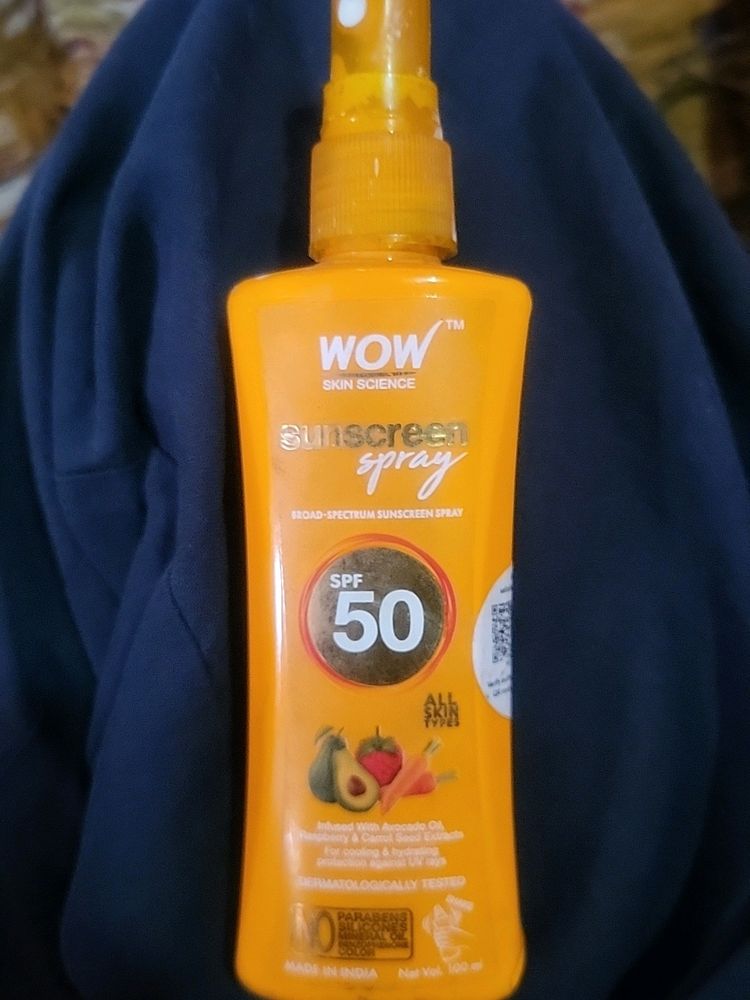 WOW™
SKIN SCIENCE
sunscreen
spray
BROAD-SPECTRUM SUNSCREEN SPRAY
SPF
50
ALL
SKIN
TYPES
Infused With Avocado Oil,
Raspberry & Carrot Seed Extracts
For cooling & hydrating
protection against UV rays
DERMATOLOGICALLY TESTED
NO
PARABENS
SILICONES
MINERAL OIL
BENZOPHENONE
COLOR
MADE IN INDIA Net Vol. 100 ml